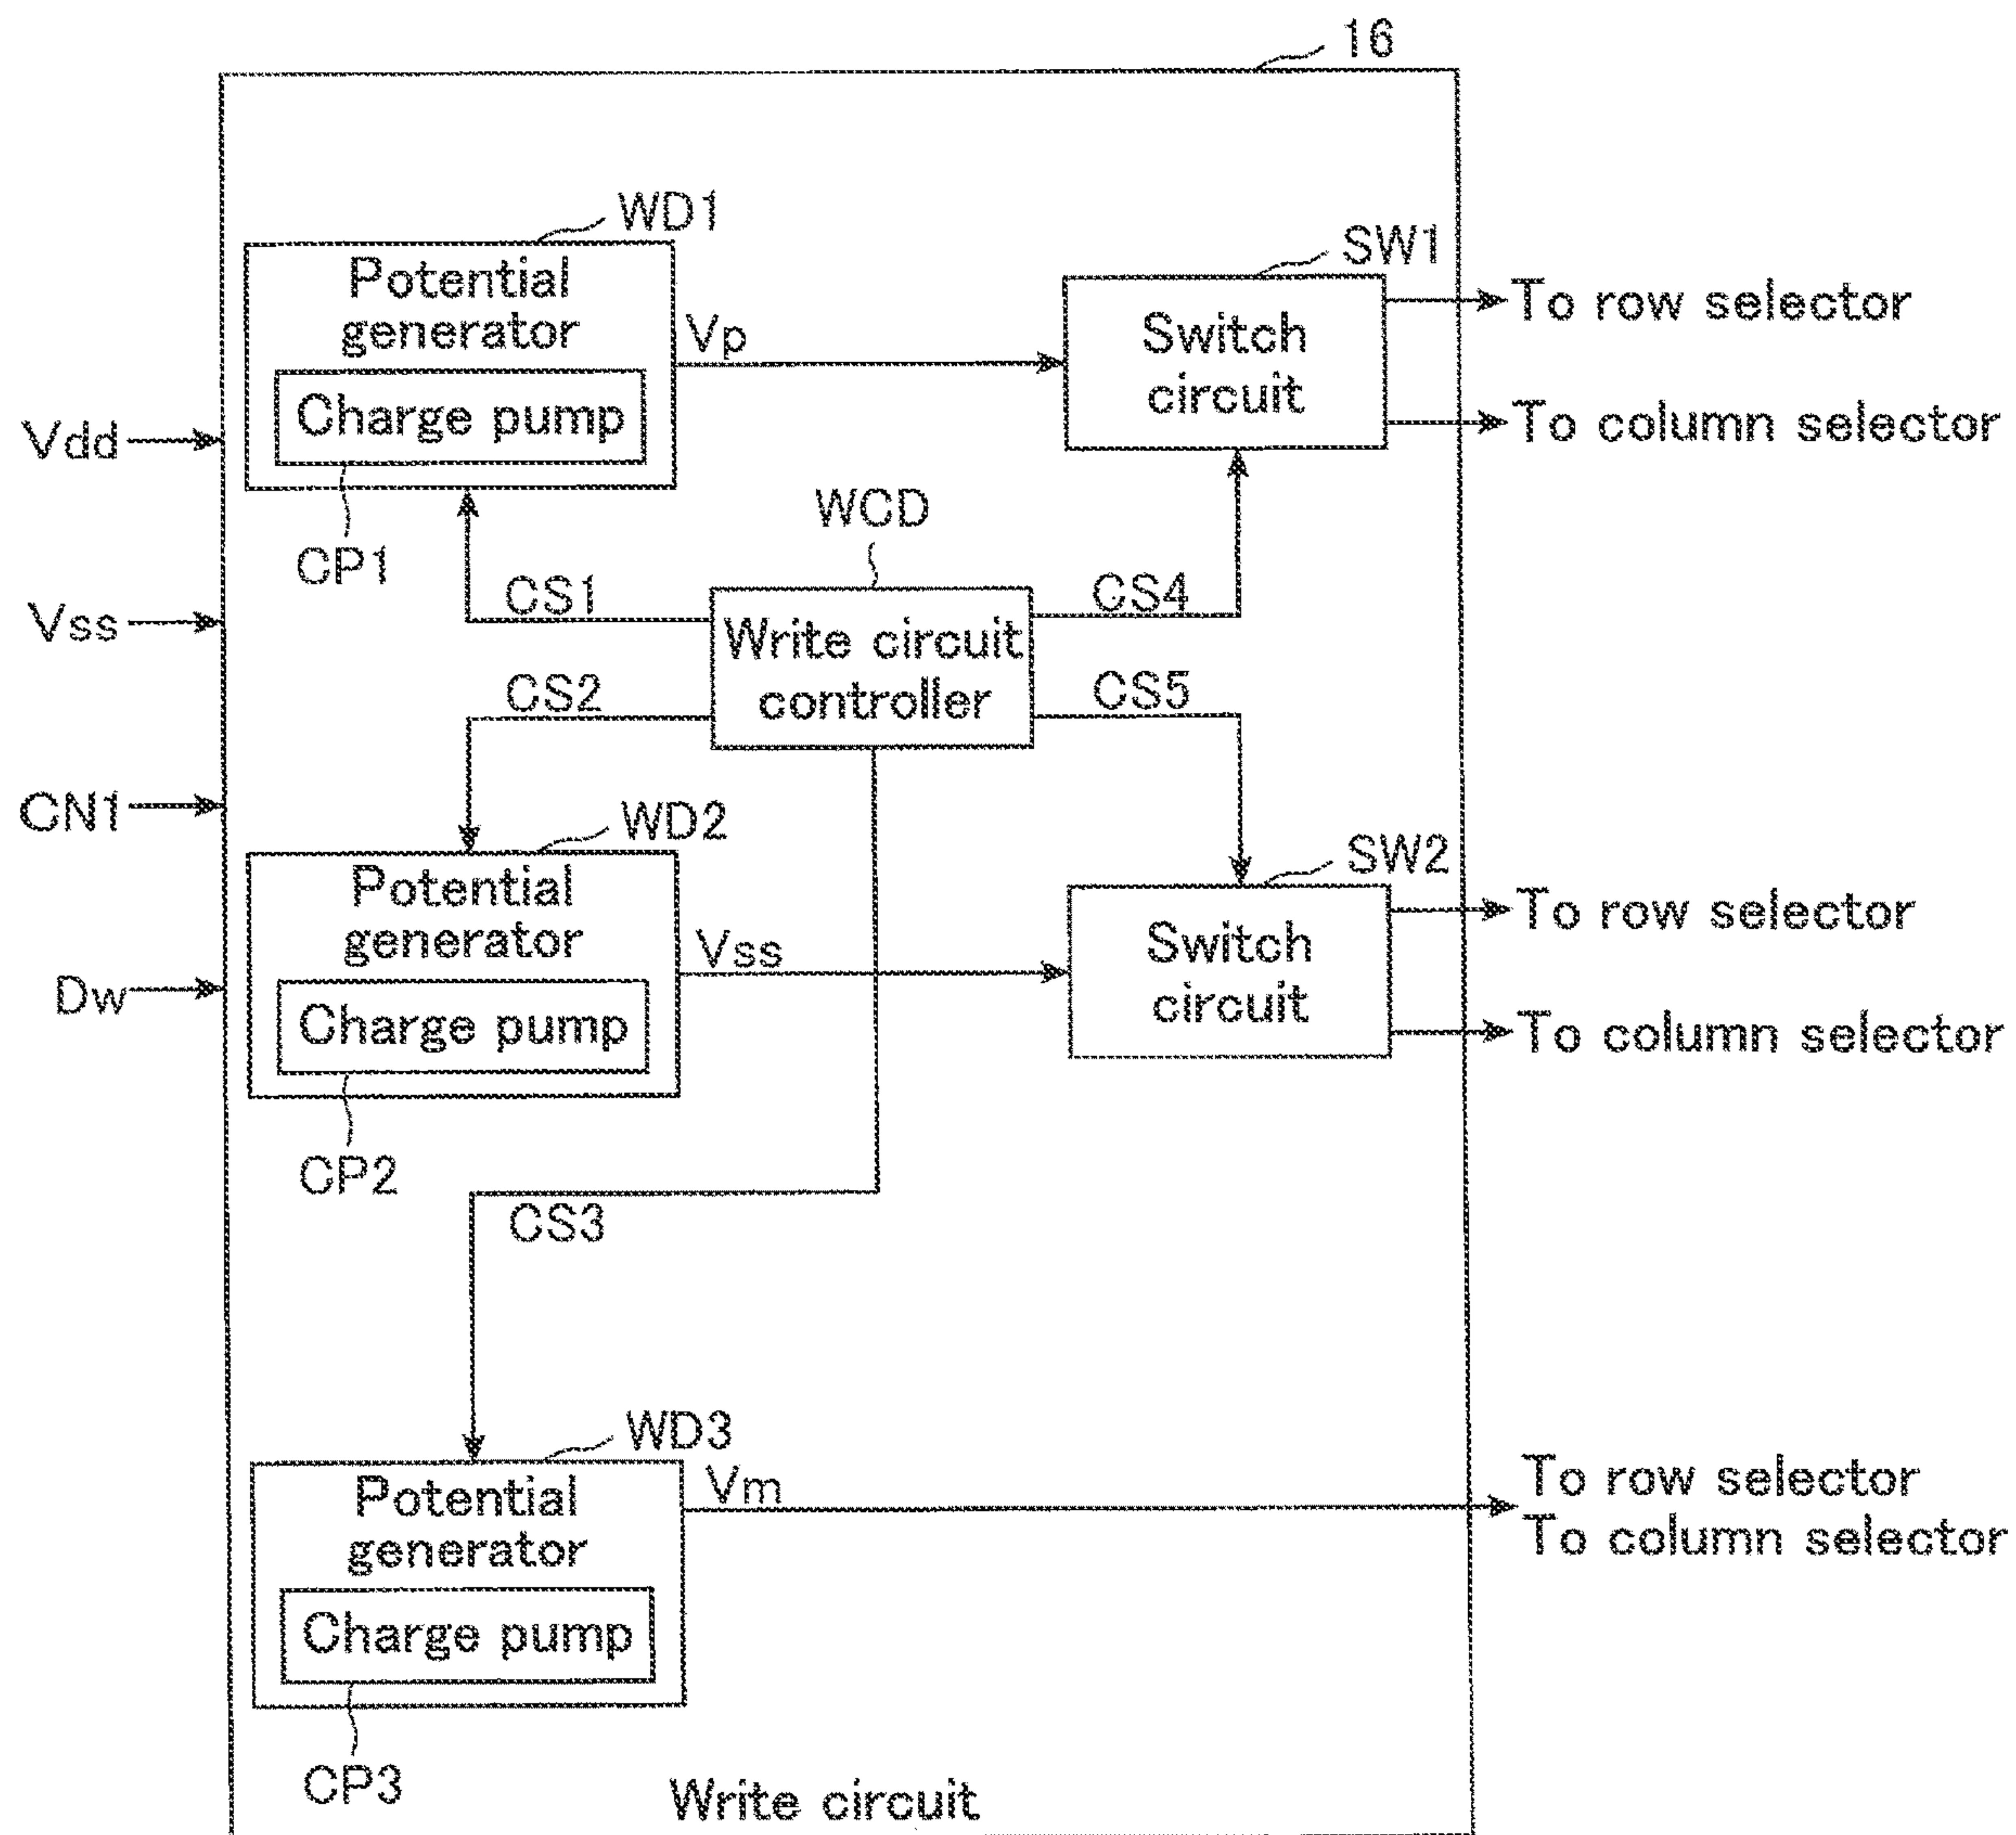 16
WD1
Potential
generator
Charge pump
CP1
Vp
SW1
Switch
circuit
To row selector
To column selector
Vdd
Vss
CN1
Dw
WCD
Write circuit
controller
CS1
CS4
CS2
CS5
WD2
Potential
generator
Charge pump
CP2
Vss
SW2
Switch
circuit
To row selector
To column selector
CS3
WD3
Potential
generator
Charge pump
CP3
Vm
To row selector
To column selector
Write circuit